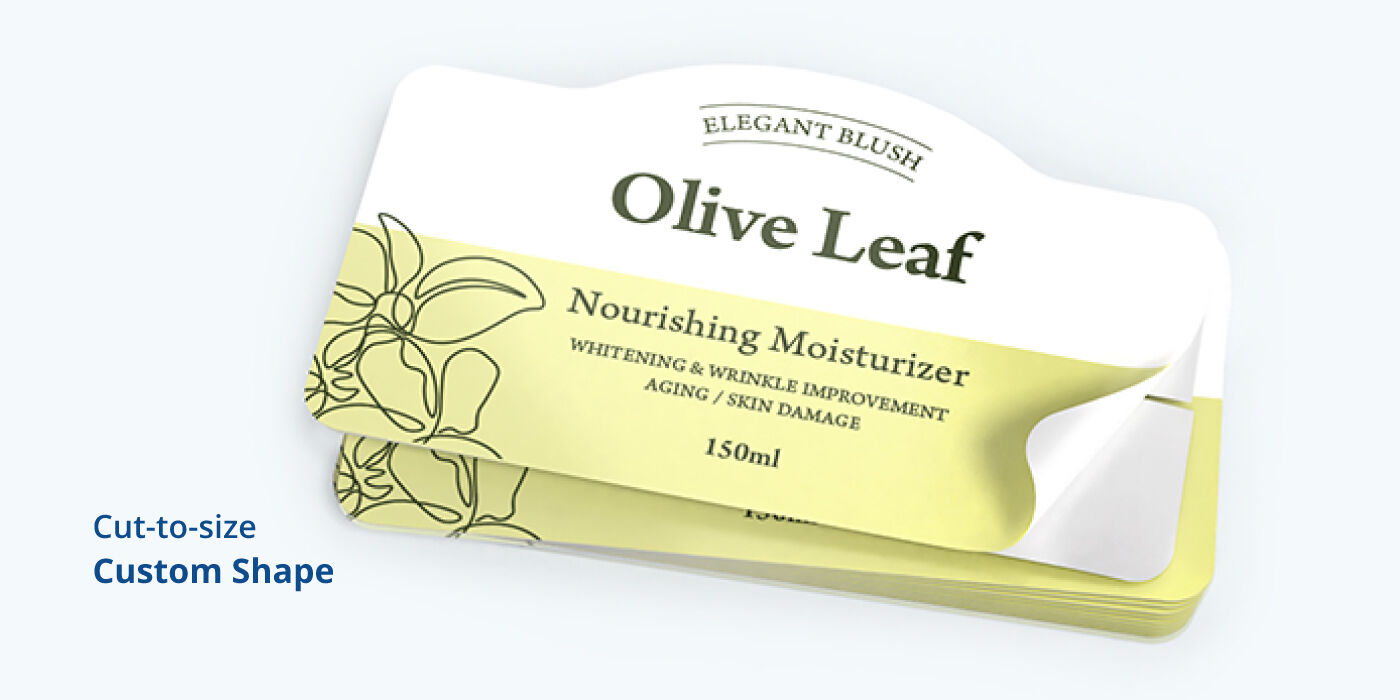 ELEGANT BLUSH
Olive Leaf
Nourishing Moisturizer
WHITENING & WRINKLE IMPROVEMENT
AGING / SKIN DAMAGE
150ml
Cut-to-size
Custom Shape